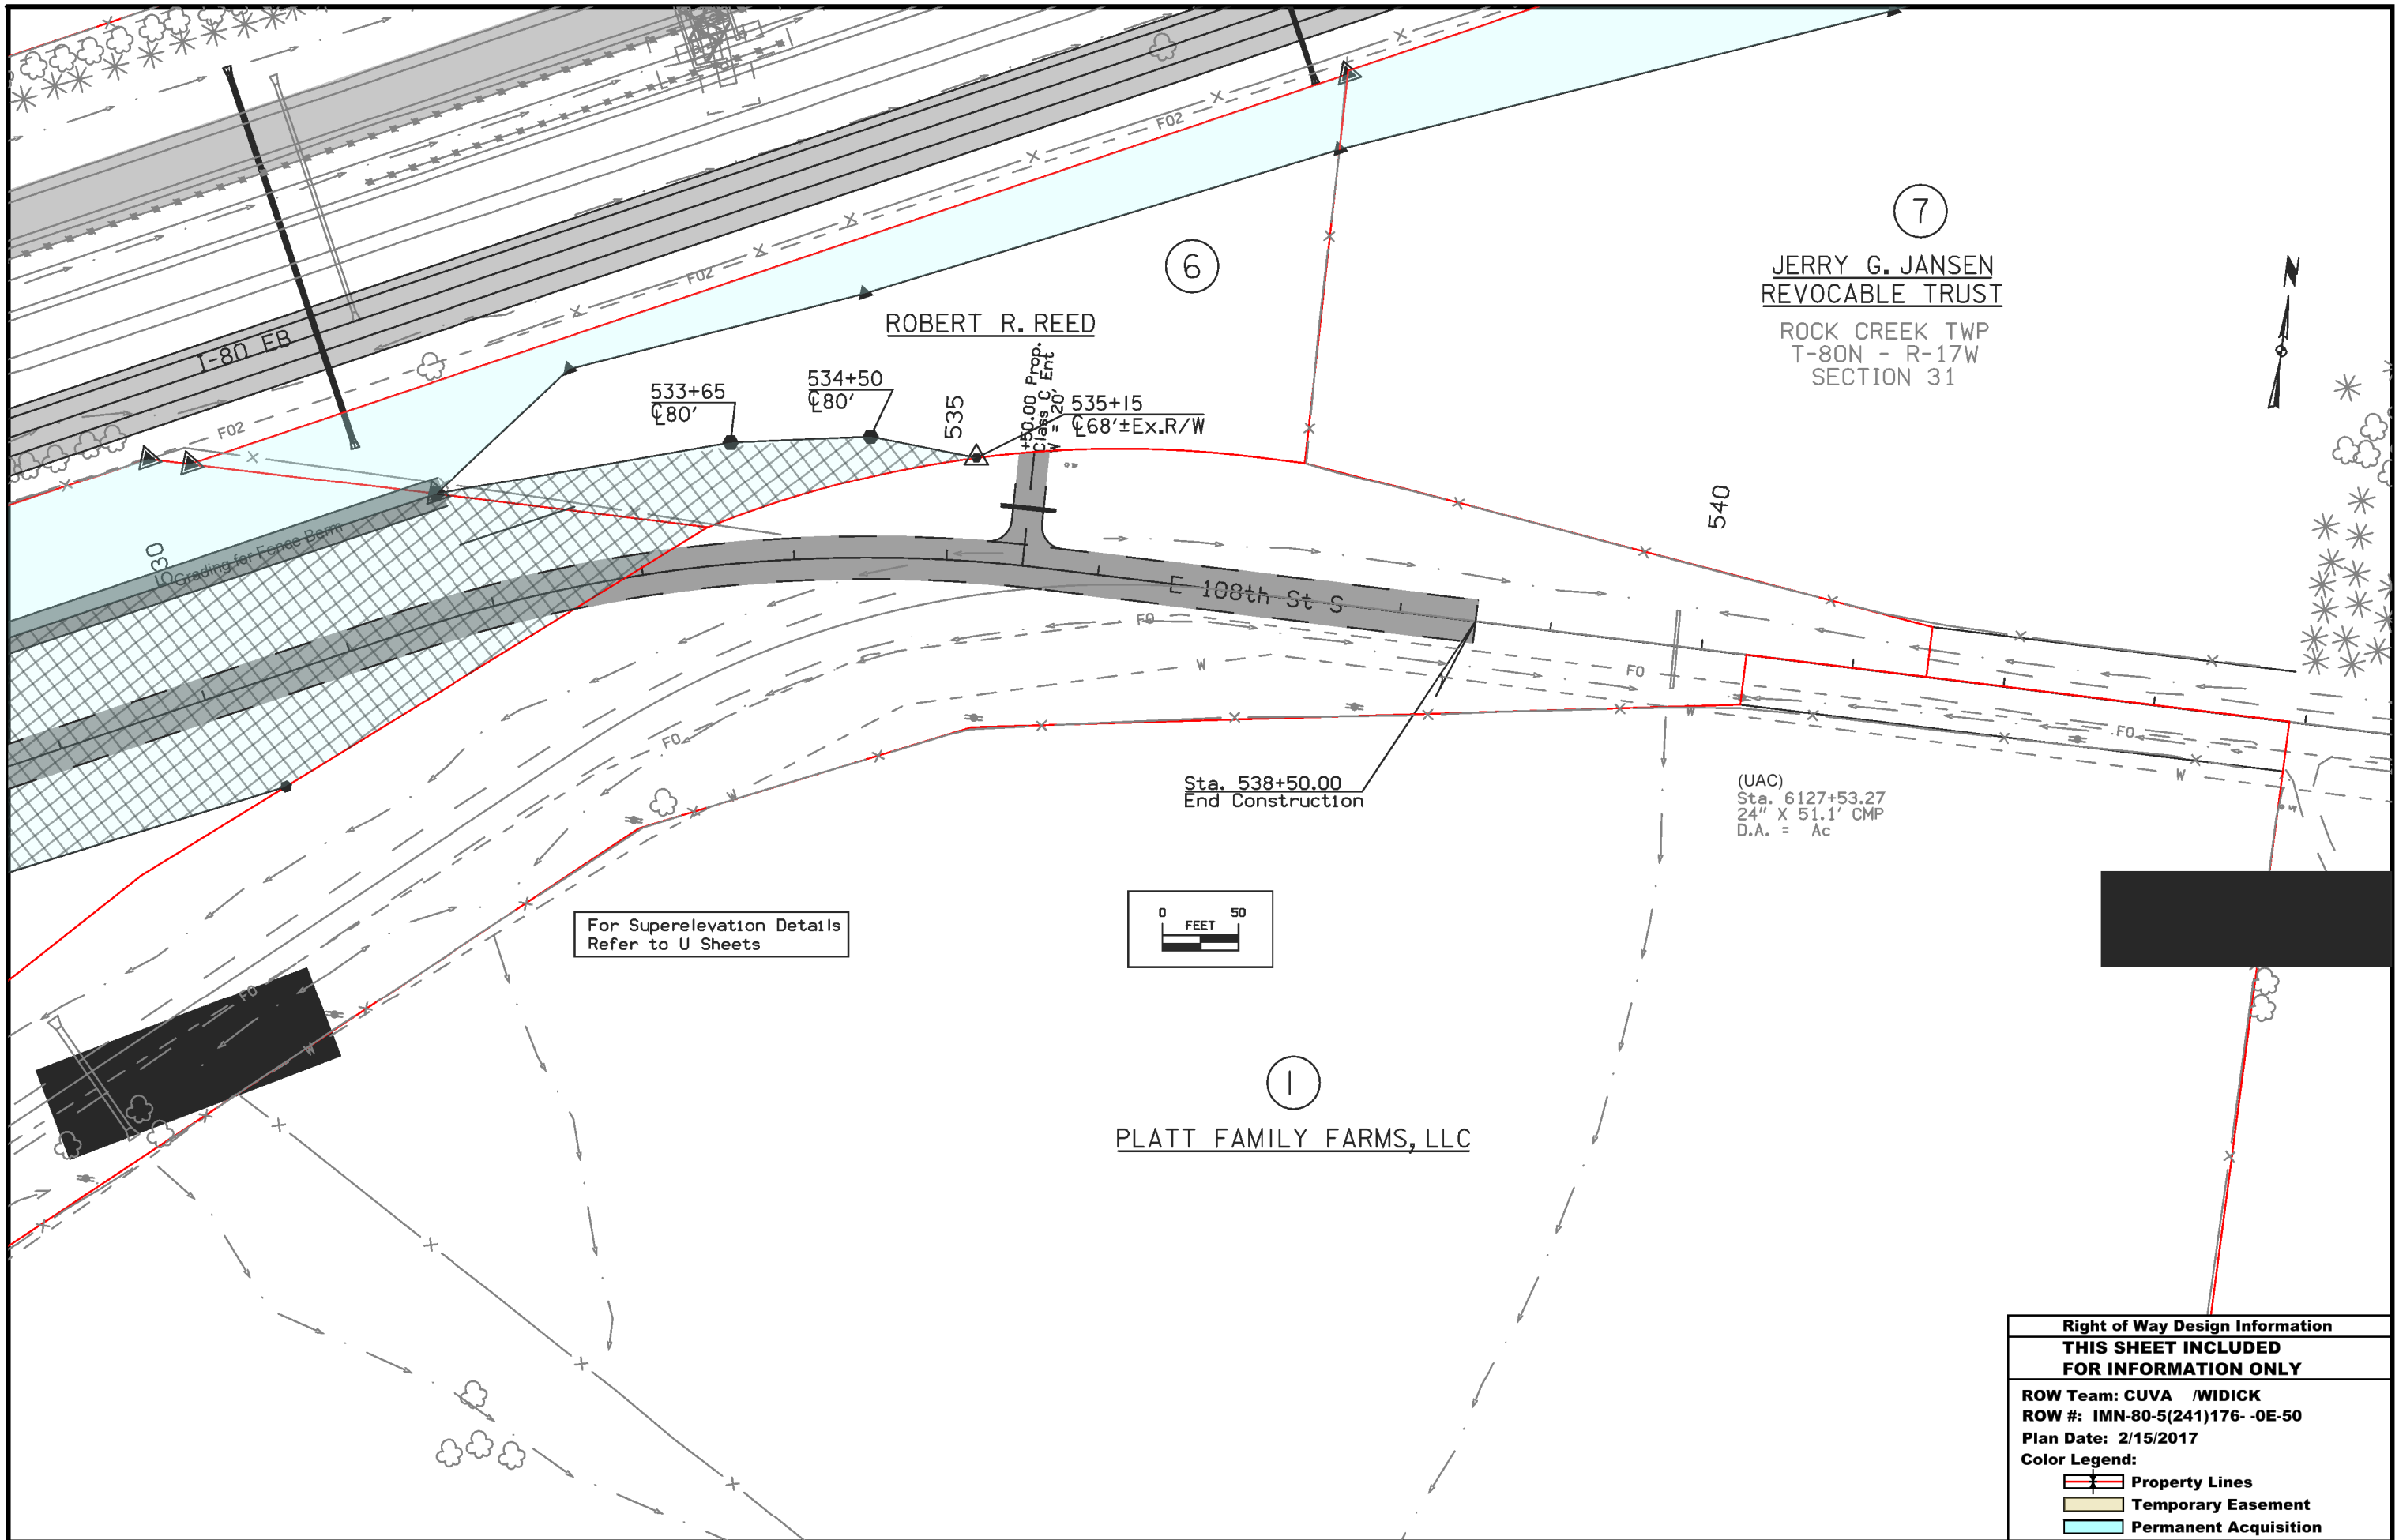 F02
7
JERRY G. JANSEN
REVOCABLE TRUST
ROCK CREEK TWP
T-80N - R-17W
SECTION 31
N
6
F02
ROBERT R. REED
I-80 EB
533+65
℄80'
534+50
℄80'
535
+50.00 Prop.
Class C Ent
W = 20'
535+15
℄68'±Ex.R/W
F02
540
530
Grading for Fence Berm
E 108th St S
FO
W
FO
W
FO
FO
W
W
Sta. 538+50.00
End Construction
(UAC)
Sta. 6127+53.27
24" X 51.1' CMP
D.A. = Ac
For Superelevation Details
Refer to U Sheets
0 50
FEET
FO
W
1
PLATT FAMILY FARMS, LLC
Right of Way Design Information
THIS SHEET INCLUDED
FOR INFORMATION ONLY
ROW Team: CUVA /WIDICK
ROW #: IMN-80-5(241)176- -0E-50
Plan Date: 2/15/2017
Color Legend:
Property Lines
Temporary Easement
Permanent Acquisition